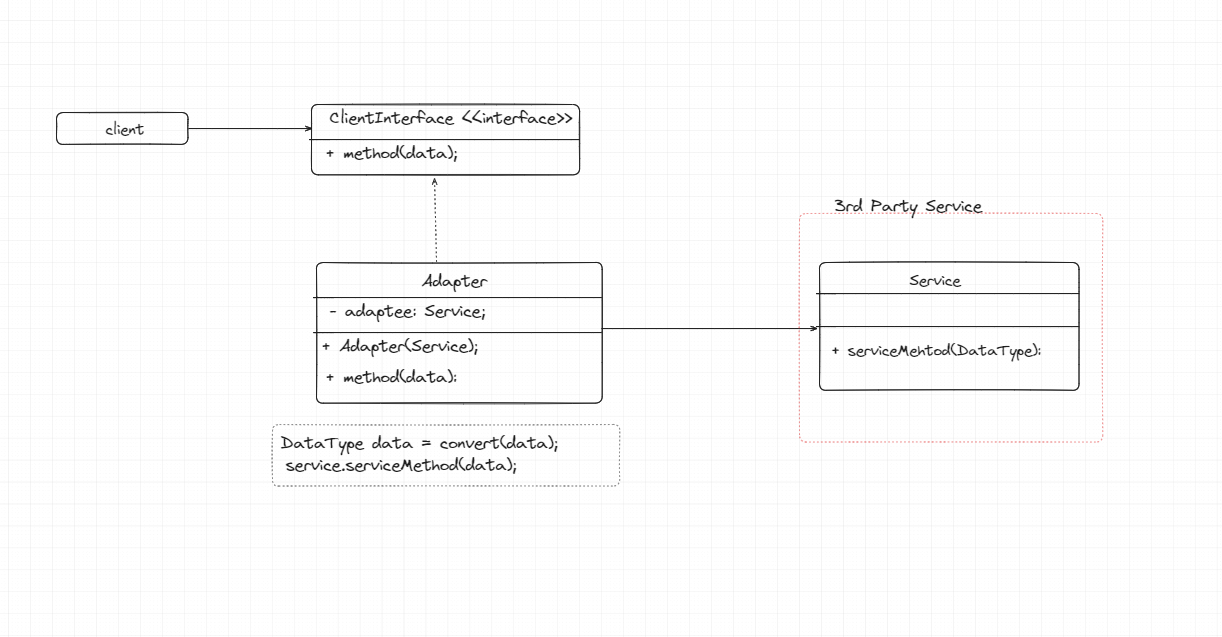 client
ClientInterface <<interface>>
+ method(data);
3rd Party Service
Adapter
- adaptee: Service;
+ Adapter(Service);
+ method(data):
Service
+ serviceMehtod(DataType):
DataType data = convert(data);
service.serviceMethod(data);